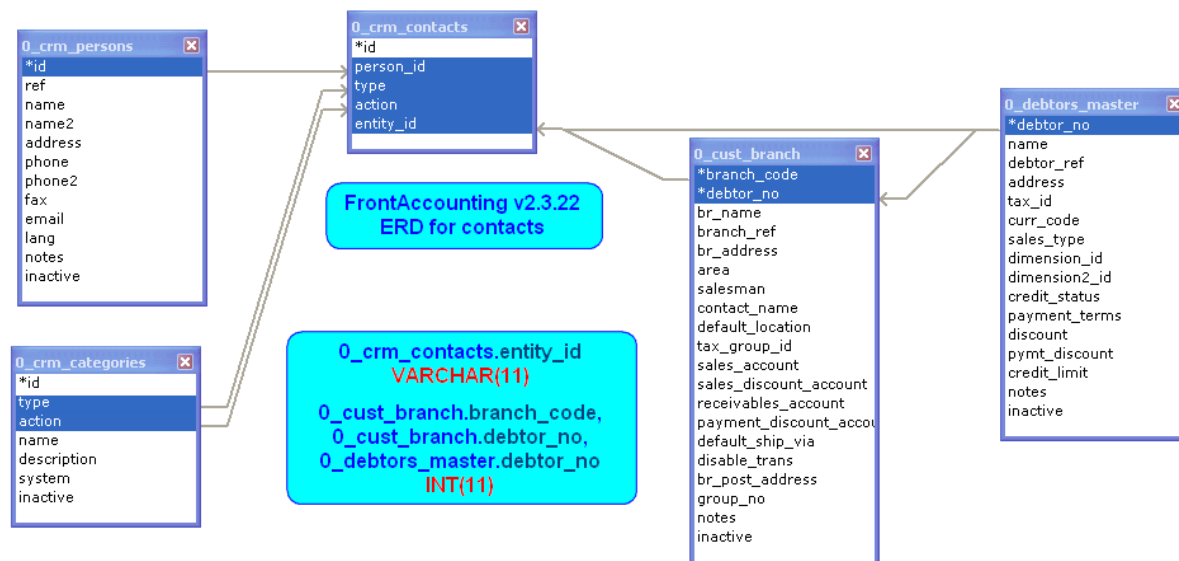 0_crm_persons
*id
ref
name
name2
address
phone
phone2
fax
email
lang
notes
inactive
0_crm_contacts
*id
person_id
type
action
entity_id
0_crm_categories
*id
type
action
name
description
system
inactive
FrontAccounting v2.3.22
ERD for contacts
0_crm_contacts.entity_id
VARCHAR(11)
0_cust_branch.branch_code,
0_cust_branch.debtor_no,
0_debtors_master.debtor_no
INT(11)
0_cust_branch
*branch_code
*debtor_no
br_name
branch_ref
br_address
area
salesman
contact_name
default_location
tax_group_id
sales_account
sales_discount_account
receivables_account
payment_discount_accou
default_ship_via
disable_trans
br_post_address
group_no
notes
inactive
0_debtors_master
*debtor_no
name
debtor_ref
address
tax_id
curr_code
sales_type
dimension_id
dimension2_id
credit_status
payment_terms
discount
pymt_discount
credit_limit
notes
inactive